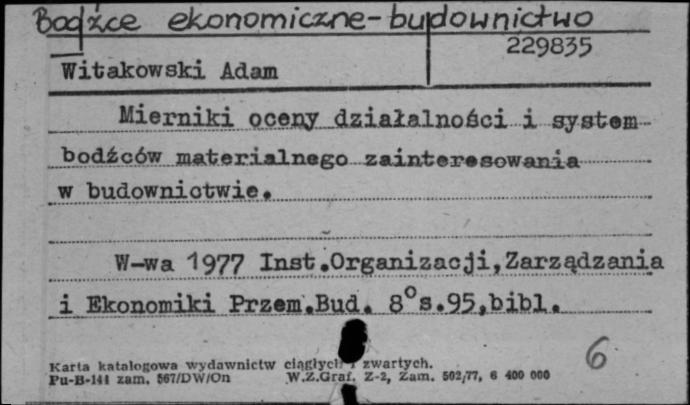 Bodźce ekonomiczne-budownictwo
229835
Witakowski Adam
Mierniki oceny działalności i system
bodźców materialnego zainteresowania
w budownictwie.
W-wa 1977 Inst.Organizacji,Zarządzania
i Ekonomiki Przem.Bud. 8°s.95,bibl.
6
Karta katalogowa wydawnictw ciągłych i zwartych.
Pu-B-141 zam. 567/DW/On W.Z.Graf. Z-2, Zam. 502/77, 6 400 000